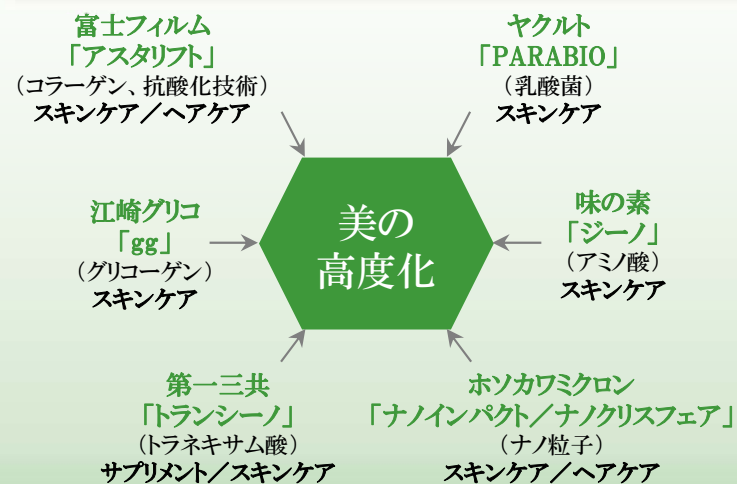 富士フィルム
「アスタリフト」
（コラーゲン、抗酸化技術）
スキンケア／ヘアケア
ヤクルト
「PARABIO」
（乳酸菌）
スキンケア
江崎グリコ
「gg」
（グリコーゲン）
スキンケア
美の
高度化
味の素
「ジーノ」
（アミノ酸）
スキンケア
第一三共
「トランシーノ」
（トラネキサム酸）
サプリメント／スキンケア
ホソカワミクロン
「ナノインパクト／ナノクリスフェア」
（ナノ粒子）
スキンケア／ヘアケア